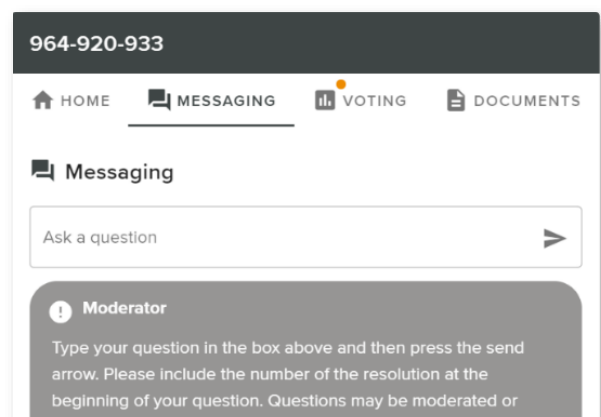 964-920-933
HOME MESSAGING VOTING DOCUMENTS
Messaging
Ask a question
Moderator
Type your question in the box above and then press the send
arrow. Please include the number of the resolution at the
beginning of your question. Questions may be moderated or